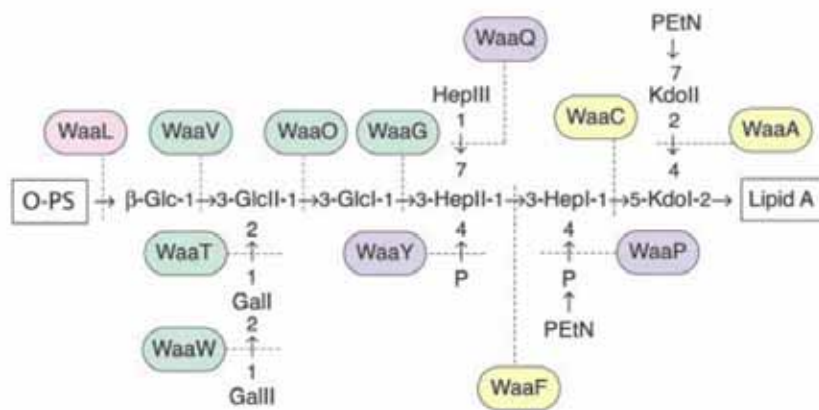 WaaQ
PEtN
↓
7
HepIII
KdoII
WaaL WaaV WaaO WaaG 1 ↓ 7 WaaC 2 ↓ 4 WaaA
O-PS → β-Glc-1 →3-GlcII-1 →3-GlcI-1 →3-HepII-1 →3-HepI-1 →5-KdoI-2 → Lipid A
2 4 4
WaaT ↑ WaaY ↑ ↑ WaaP
1 P P
GalI ↑
2 PEtN
WaaW ↑
1 WaaF
GalII